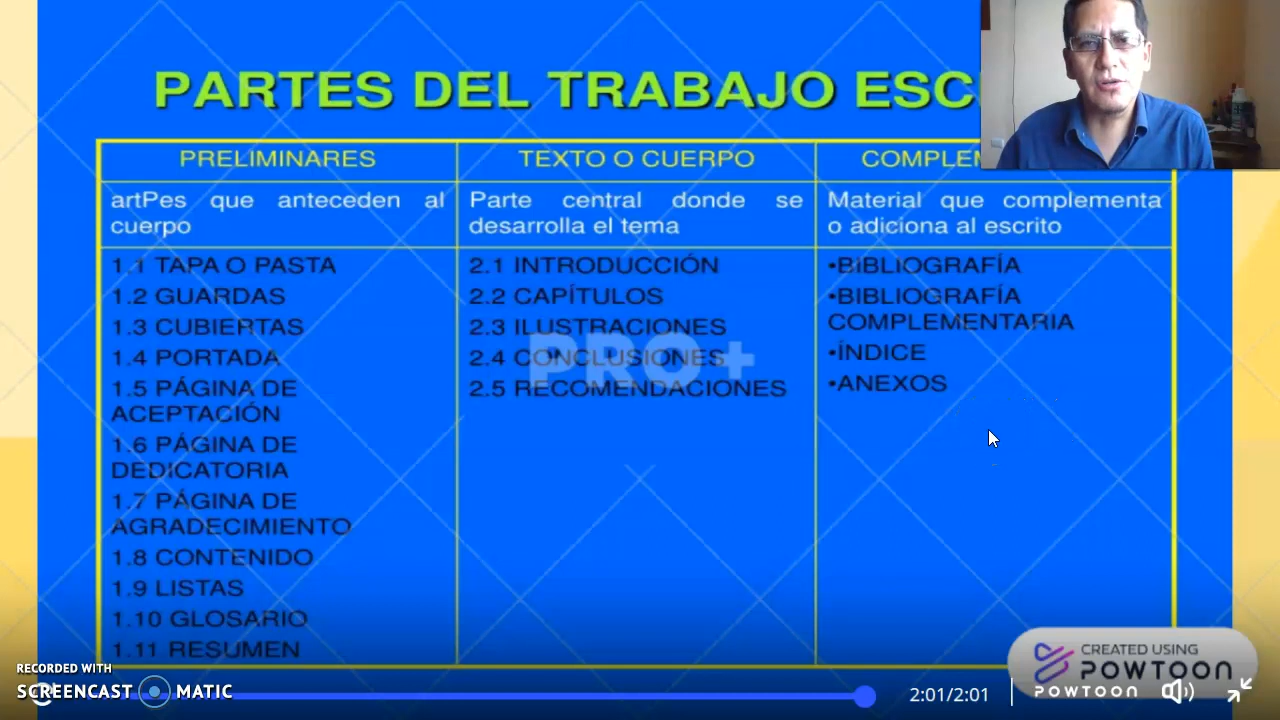 PARTES DEL TRABAJO ESC
PRELIMINARES
TEXTO O CUERPO
COMPLEM
artPes que anteceden al
cuerpo
Parte central donde se
desarrolla el tema
Material que complementa
o adiciona al escrito
1.1 TAPA O PASTA
1.2 GUARDAS
1.3 CUBIERTAS
1.4 PORTADA
1.5 PÁGINA DE
ACEPTACIÓN
1.6 PÁGINA DE
DEDICATORIA
1.7 PÁGINA DE
AGRADECIMIENTO
1.8 CONTENIDO
1.9 LISTAS
1.10 GLOSARIO
1.11 RESUMEN
2.1 INTRODUCCIÓN
2.2 CAPÍTULOS
2.3 ILUSTRACIONES
2.4 CONCLUSIONES
2.5 RECOMENDACIONES
•BIBLIOGRAFÍA
•BIBLIOGRAFÍA
COMPLEMENTARIA
•ÍNDICE
•ANEXOS
PRO+
CREATED USING
POWTOON
RECORDED WITH
SCREENCAST MATIC
2:01/2:01
POWTOON